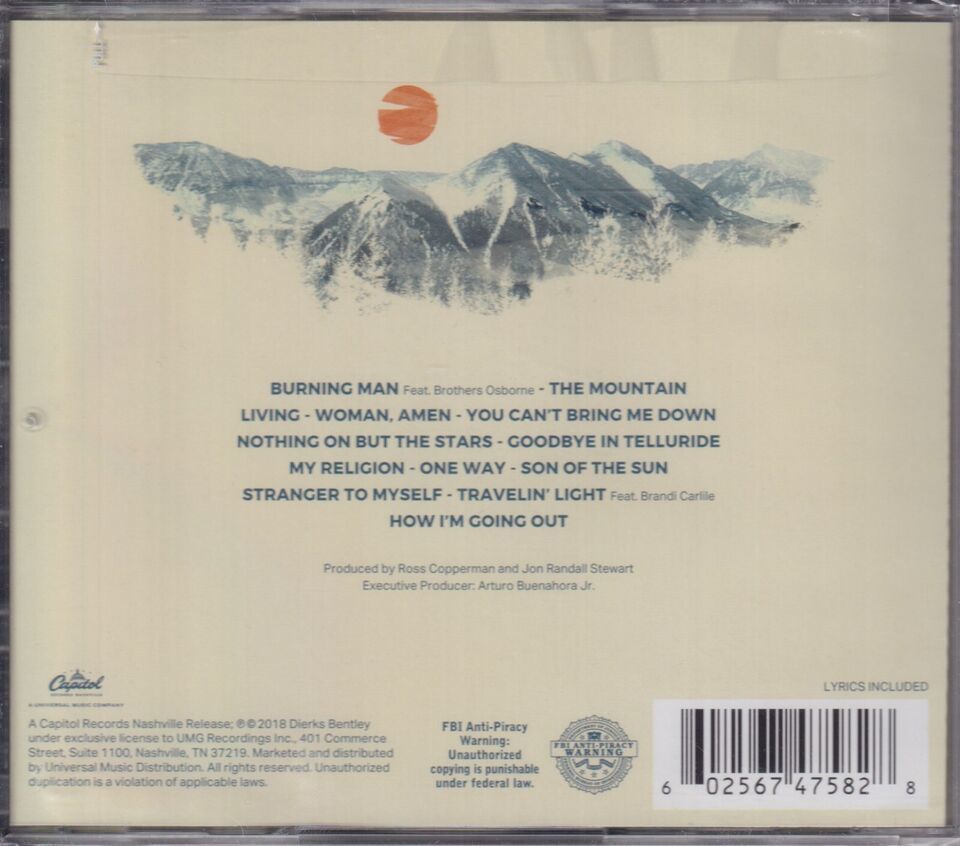 BURNING MAN Feat. Brothers Osborne - THE MOUNTAIN
LIVING - WOMAN, AMEN - YOU CAN'T BRING ME DOWN
NOTHING ON BUT THE STARS - GOODBYE IN TELLURIDE
MY RELIGION - ONE WAY - SON OF THE SUN
STRANGER TO MYSELF - TRAVELIN' LIGHT Feat. Brandi Carlile
HOW I'M GOING OUT
Produced by Ross Copperman and Jon Randall Stewart
Executive Producer: Arturo Buenahora Jr.
Capitol
RECORDS NASHVILLE
A UNIVERSAL MUSIC COMPANY
A Capitol Records Nashville Release; ℗© 2018 Dierks Bentley
under exclusive license to UMG Recordings Inc., 401 Commerce
Street, Suite 1100, Nashville, TN 37219. Marketed and distributed
by Universal Music Distribution. All rights reserved. Unauthorized
duplication is a violation of applicable laws.
FBI Anti-Piracy
Warning:
Unauthorized
copying is punishable
under federal law.
FBI ANTI-PIRACY
WARNING
LYRICS INCLUDED
6 02567 47582 8